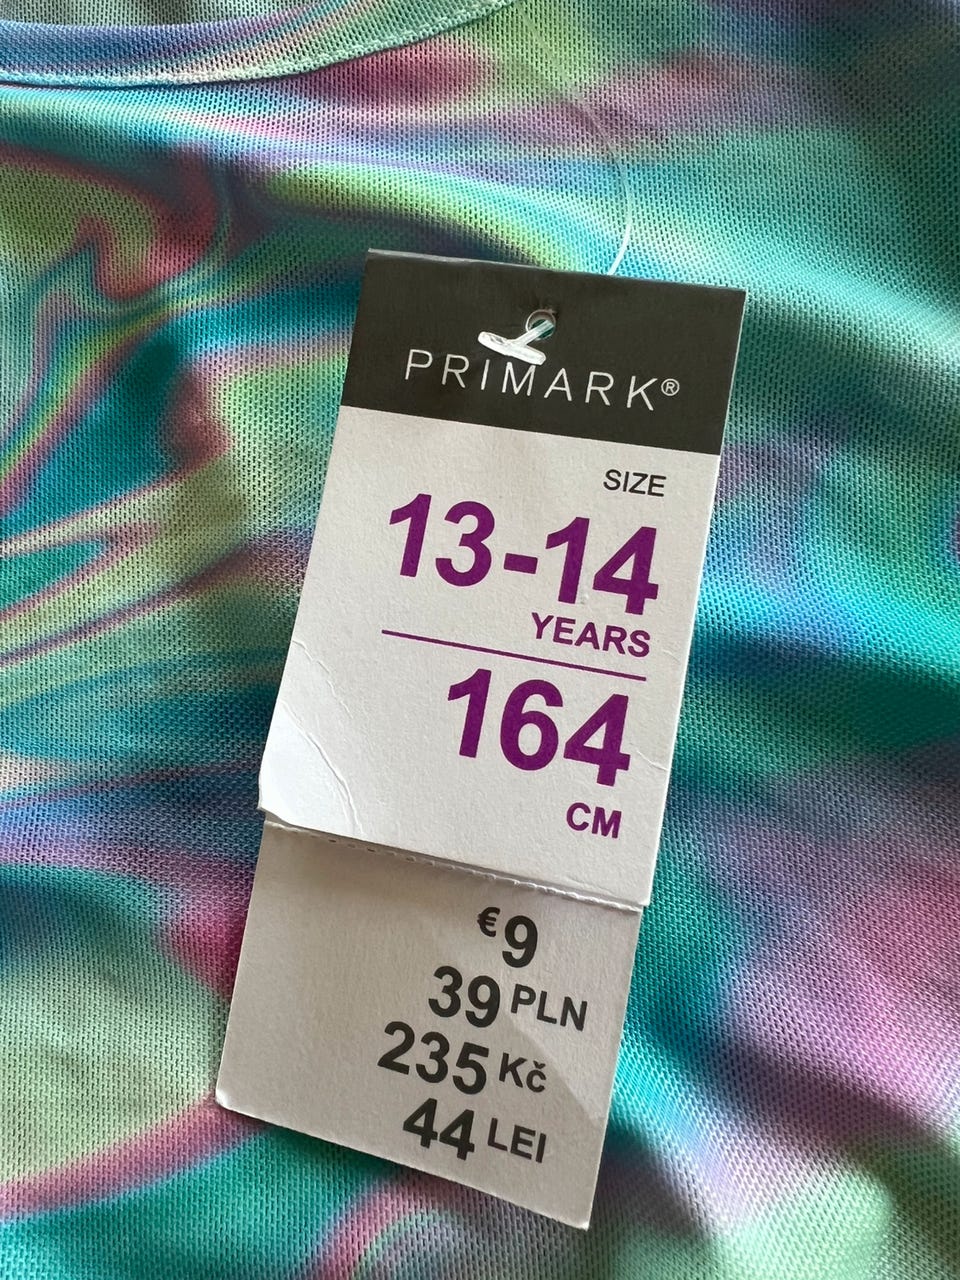 PRIMARK®
SIZE
13-14
YEARS
164
CM
€9
39 PLN
235 Kč
44 LEI